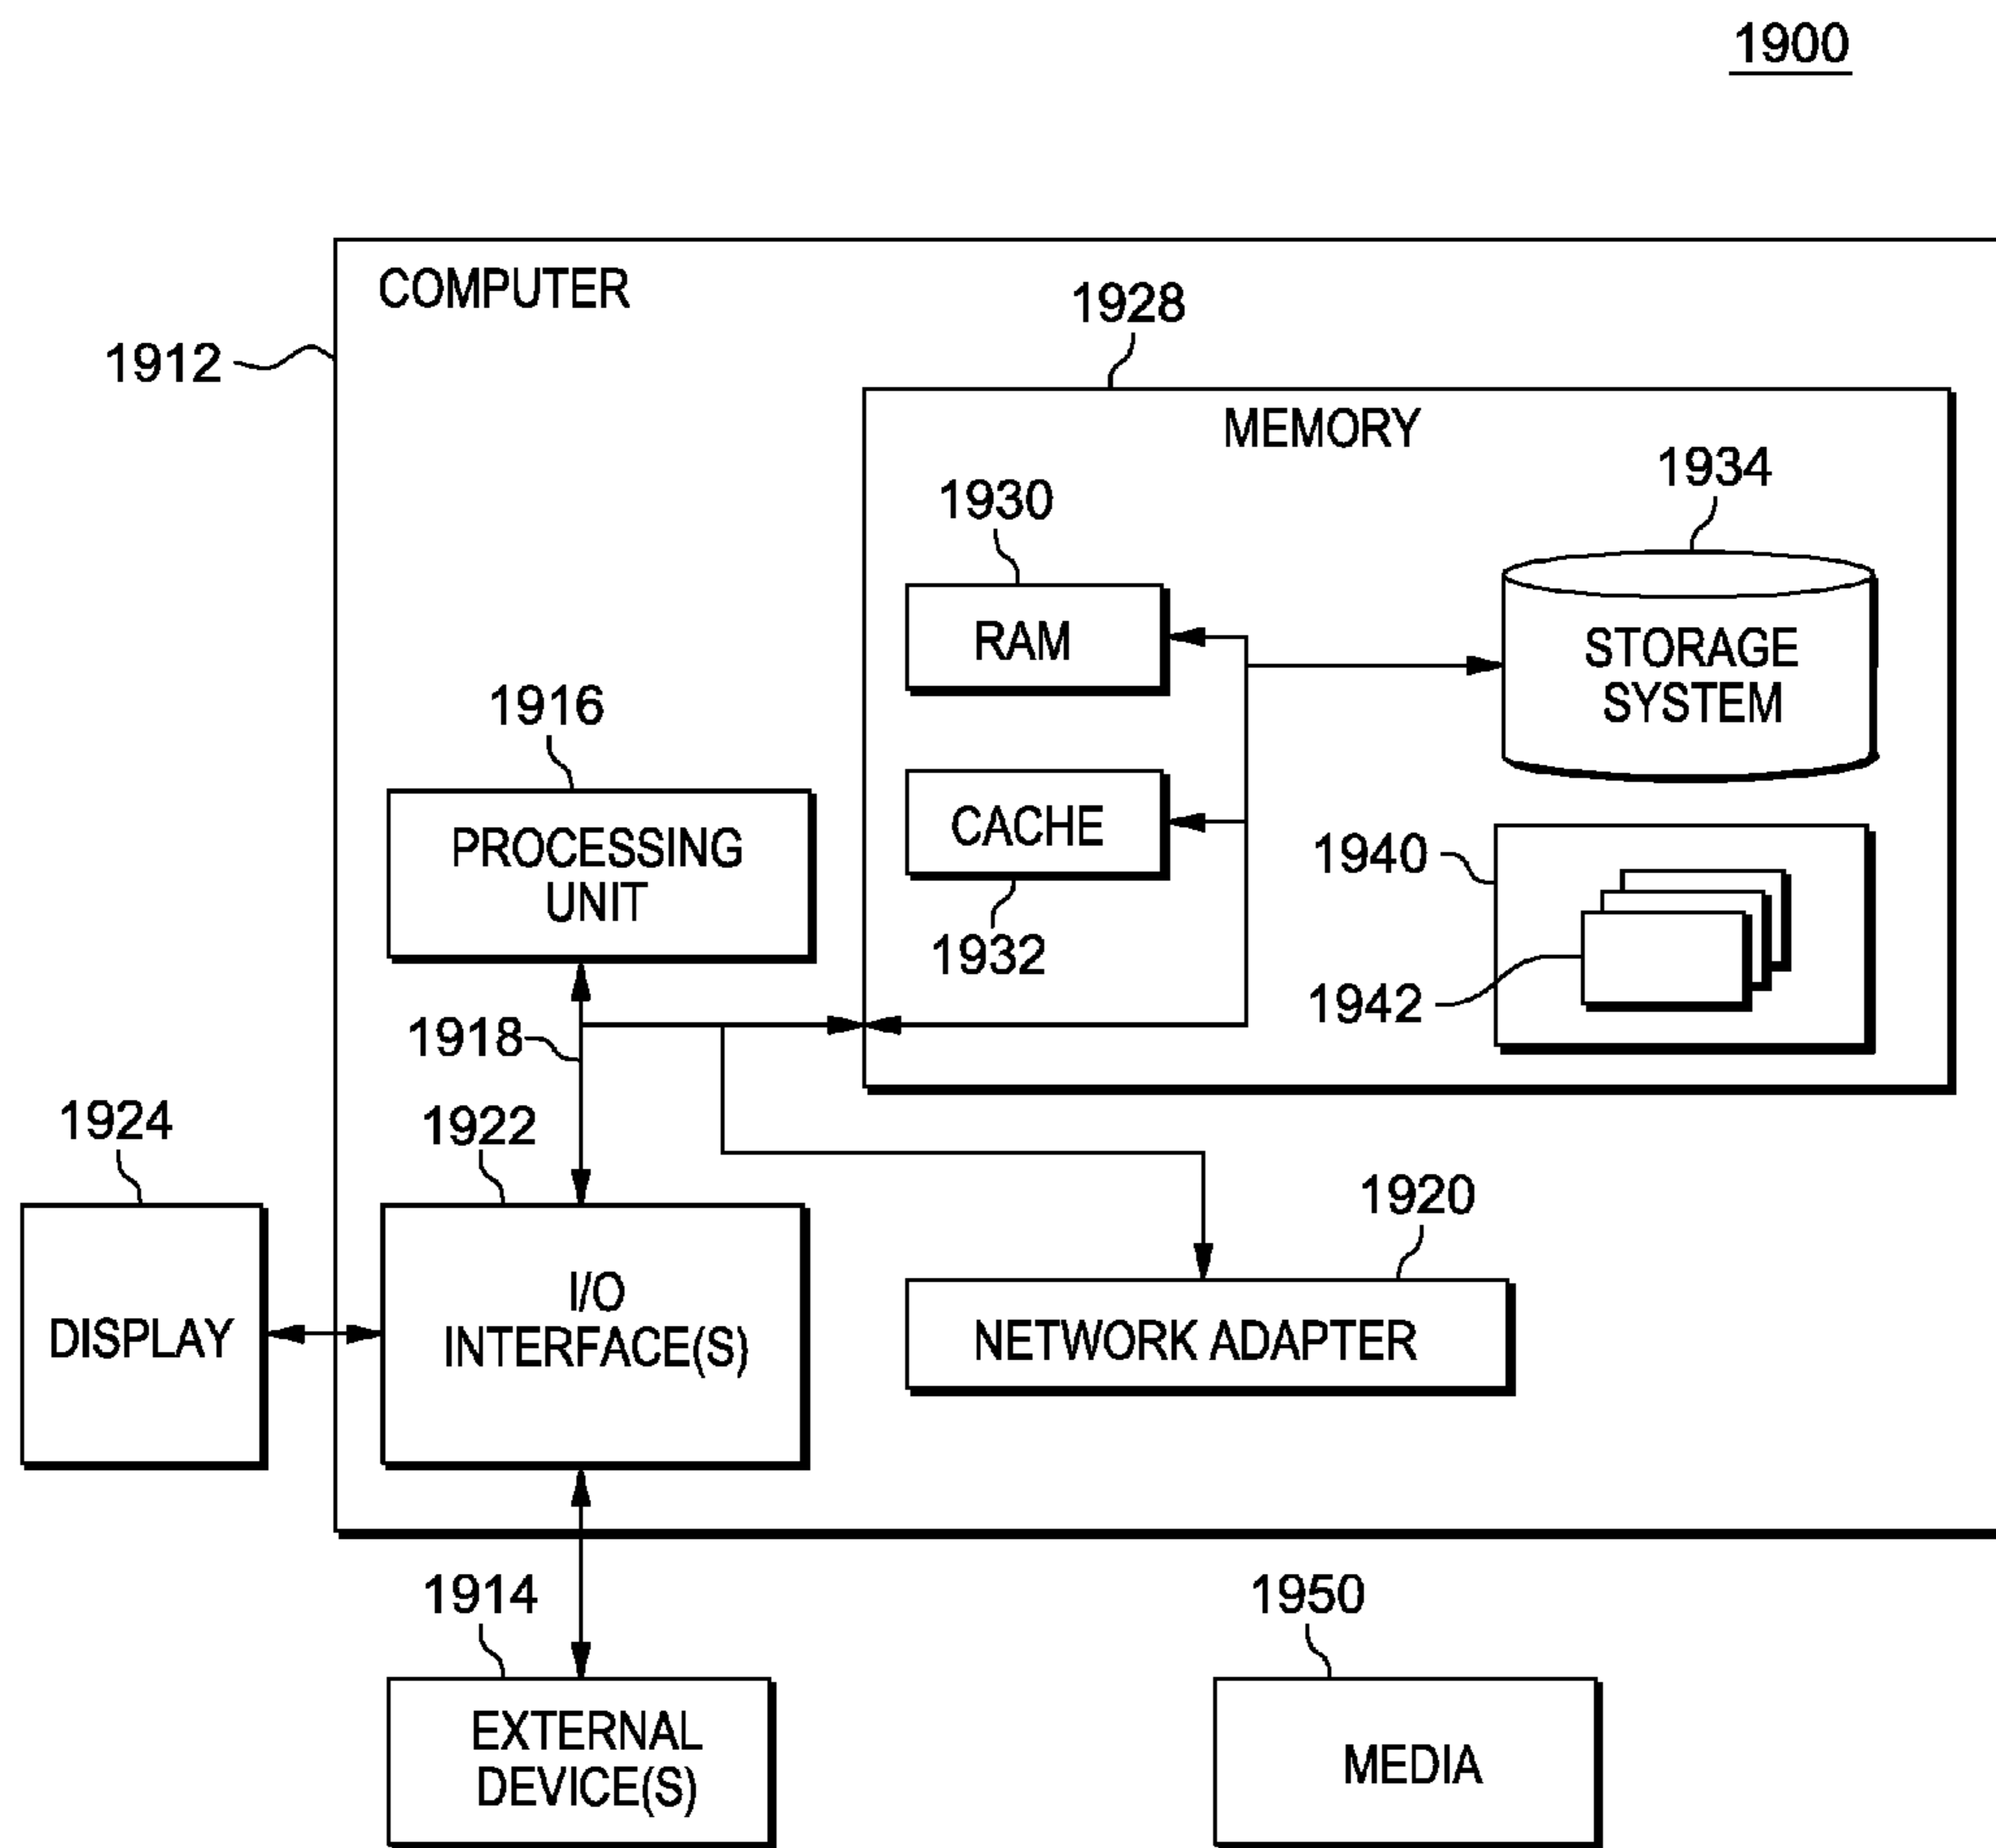 1900
COMPUTER
1912
1928
MEMORY
1934
1930
RAM
STORAGE
SYSTEM
1916
PROCESSING
UNIT
CACHE
1932
1940
1942
1918
1924
1922
1920
DISPLAY
I/O
INTERFACE(S)
NETWORK ADAPTER
1914
1950
EXTERNAL
DEVICE(S)
MEDIA